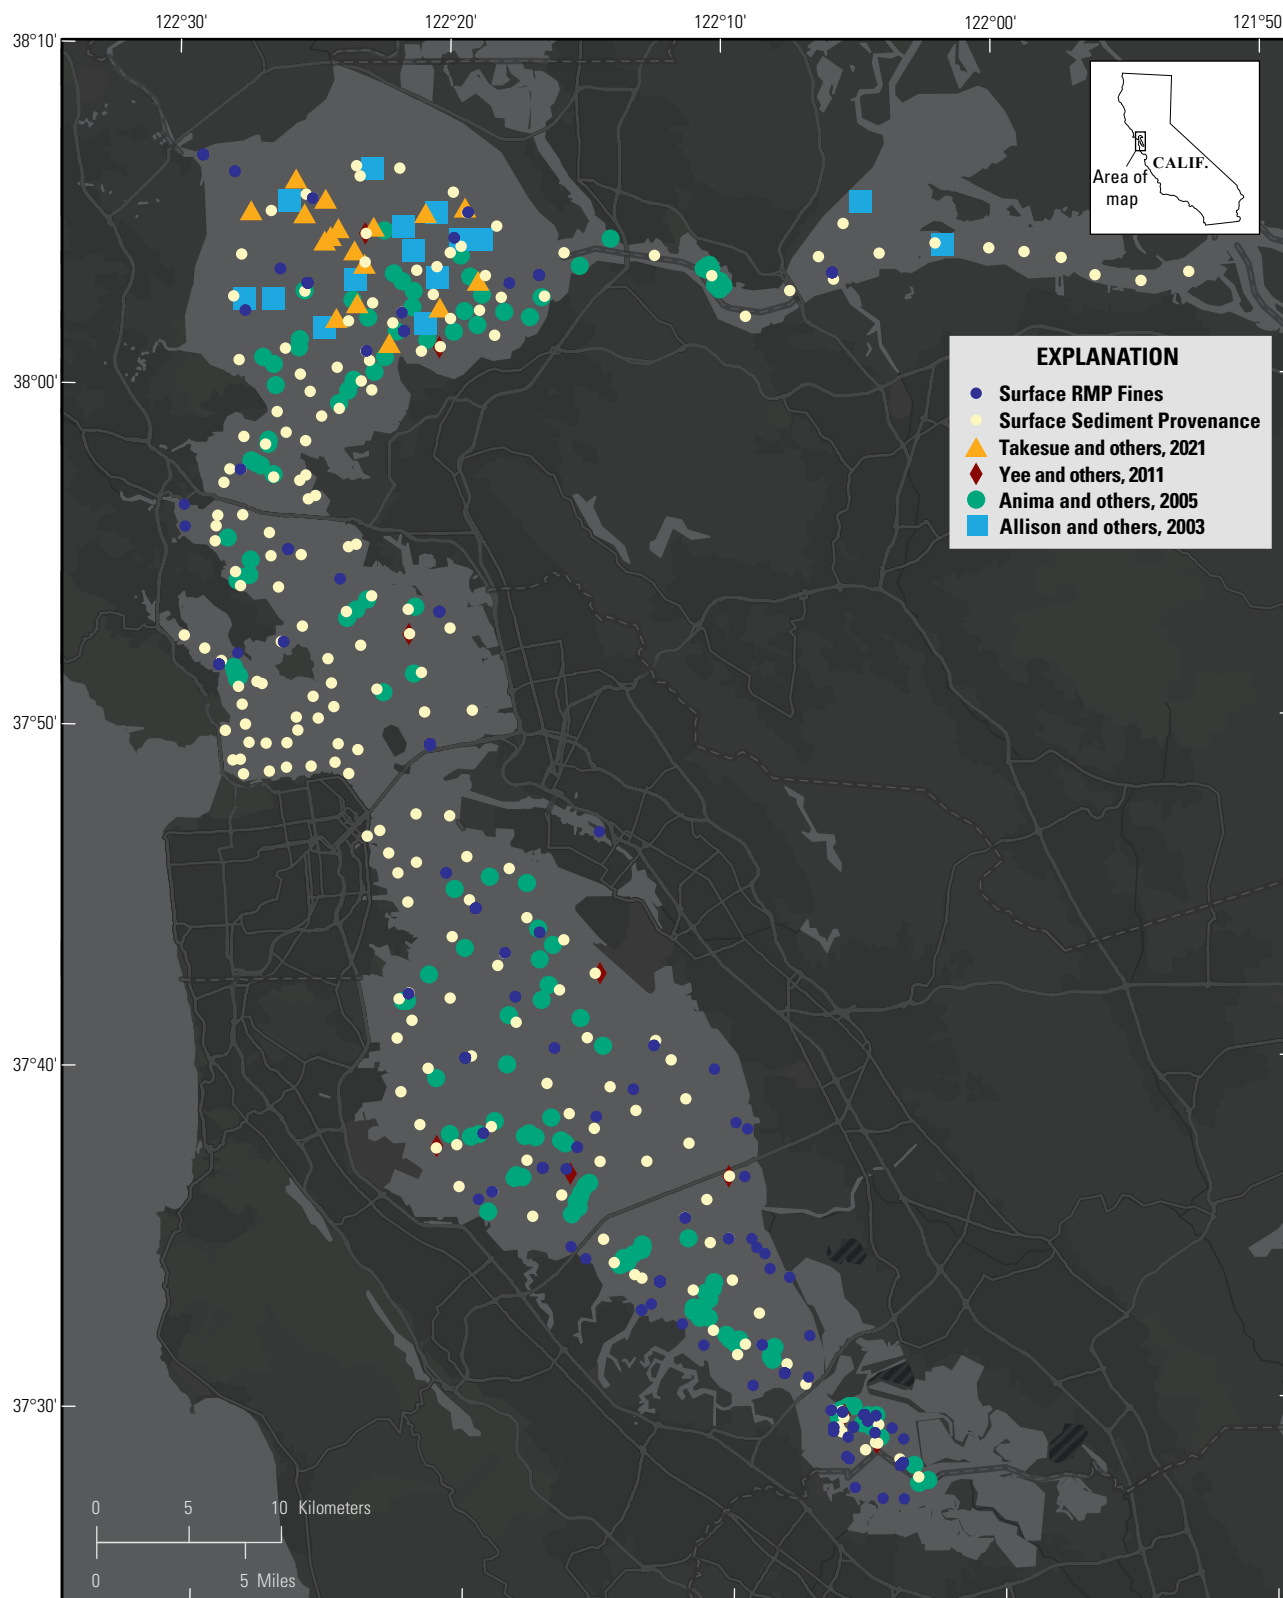 122°30'
122°20'
122°10'
122°00'
121°50'
38°10'
CALIF.
Area of
map
EXPLANATION
Surface RMP Fines
Surface Sediment Provenance
38°00'
Takesue and others, 2021
Yee and others, 2011
Anima and others, 2005
Allison and others, 2003
37°50'
37°40'
37°30'
0 5 10 Kilometers
0 5 Miles